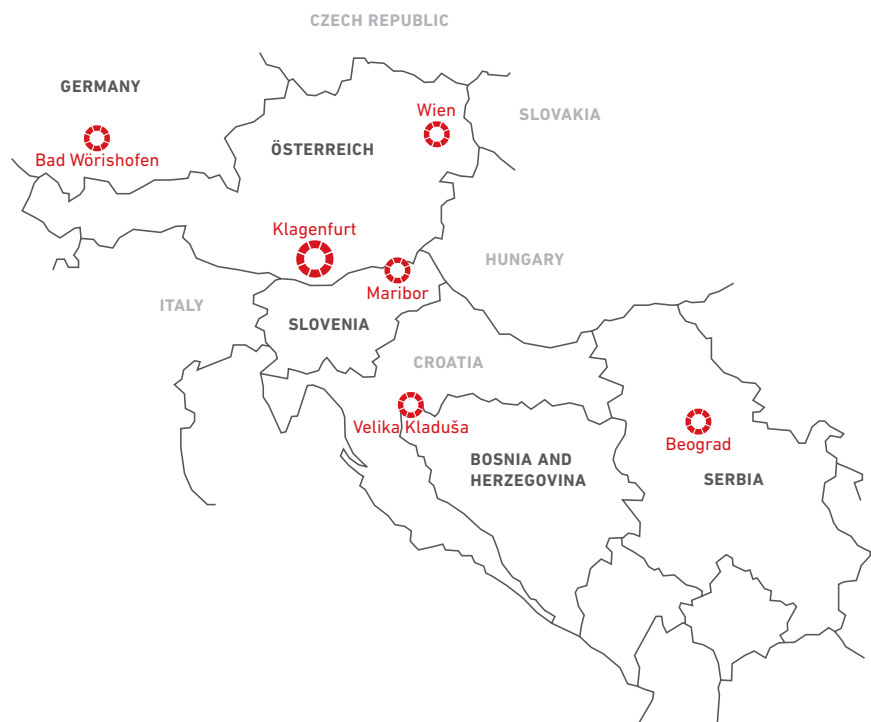 CZECH REPUBLIC
GERMANY
Wien
SLOVAKIA
Bad Wörishofen
ÖSTERREICH
Klagenfurt
HUNGARY
Maribor
ITALY
SLOVENIA
CROATIA
Velika Kladuša
Beograd
BOSNIA AND
HERZEGOVINA
SERBIA